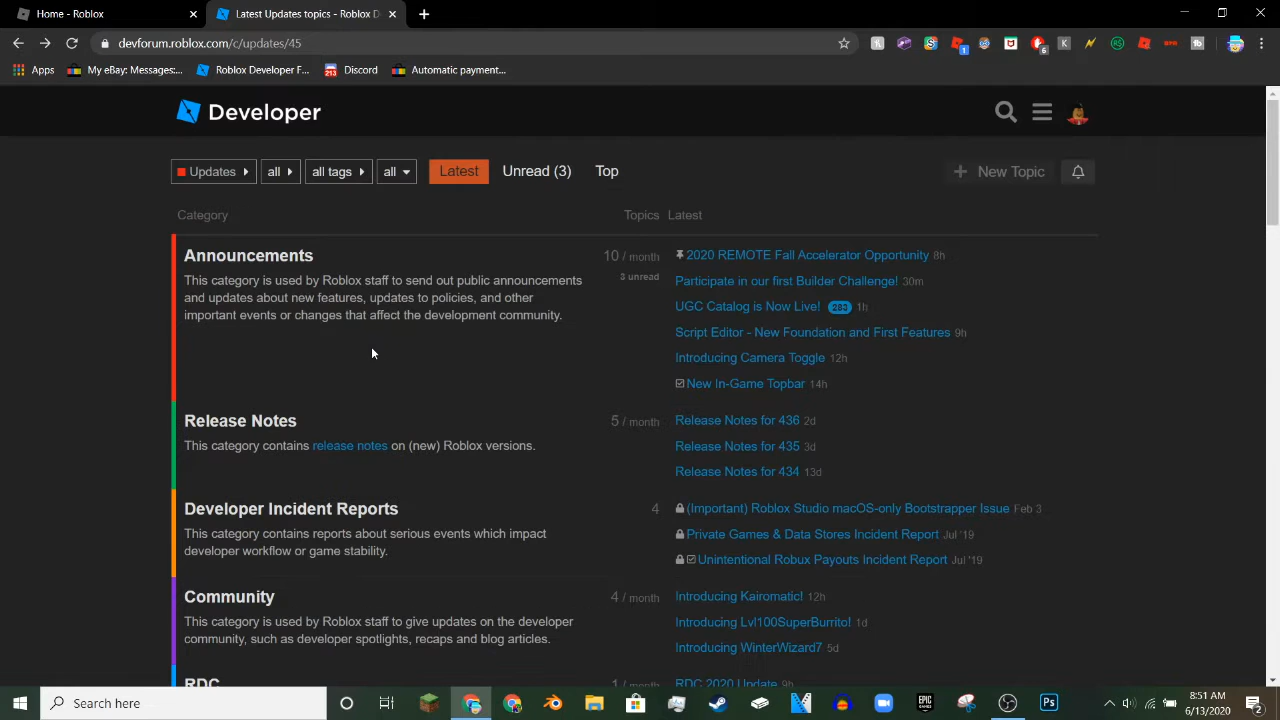 Home - Roblox
Latest Updates topics - Roblox D
devforum.roblox.com/c/updates/45
Apps
My eBay: Messages:...
Roblox Developer F...
213
Discord
Automatic payment...
Developer
Updates
all
all tags
all
Latest
Unread (3)
Top
+ New Topic
Category
Topics
Latest
Announcements
This category is used by Roblox staff to send out public announcements
and updates about new features, updates to policies, and other
important events or changes that affect the development community.
10 / month
3 unread
2020 REMOTE Fall Accelerator Opportunity 8h
Participate in our first Builder Challenge! 30m
UGC Catalog is Now Live! 283 1h
Script Editor - New Foundation and First Features 9h
Introducing Camera Toggle 12h
New In-Game Topbar 14h
Release Notes
This category contains release notes on (new) Roblox versions.
5 / month
Release Notes for 436 2d
Release Notes for 435 3d
Release Notes for 434 13d
Developer Incident Reports
This category contains reports about serious events which impact
developer workflow or game stability.
4
(Important) Roblox Studio macOS-only Bootstrapper Issue Feb 3
Private Games & Data Stores Incident Report Jul '19
Unintentional Robux Payouts Incident Report Jul '19
Community
This category is used by Roblox staff to give updates on the developer
community, such as developer spotlights, recaps and blog articles.
4 / month
Introducing Kairomatic! 12h
Introducing Lvl100SuperBurrito! 1d
Introducing WinterWizard7 5d
RDC
1 / month
RDC 2020 Update 9h
Search here
EPIC
Ps
8:51 AM
6/13/2020
2